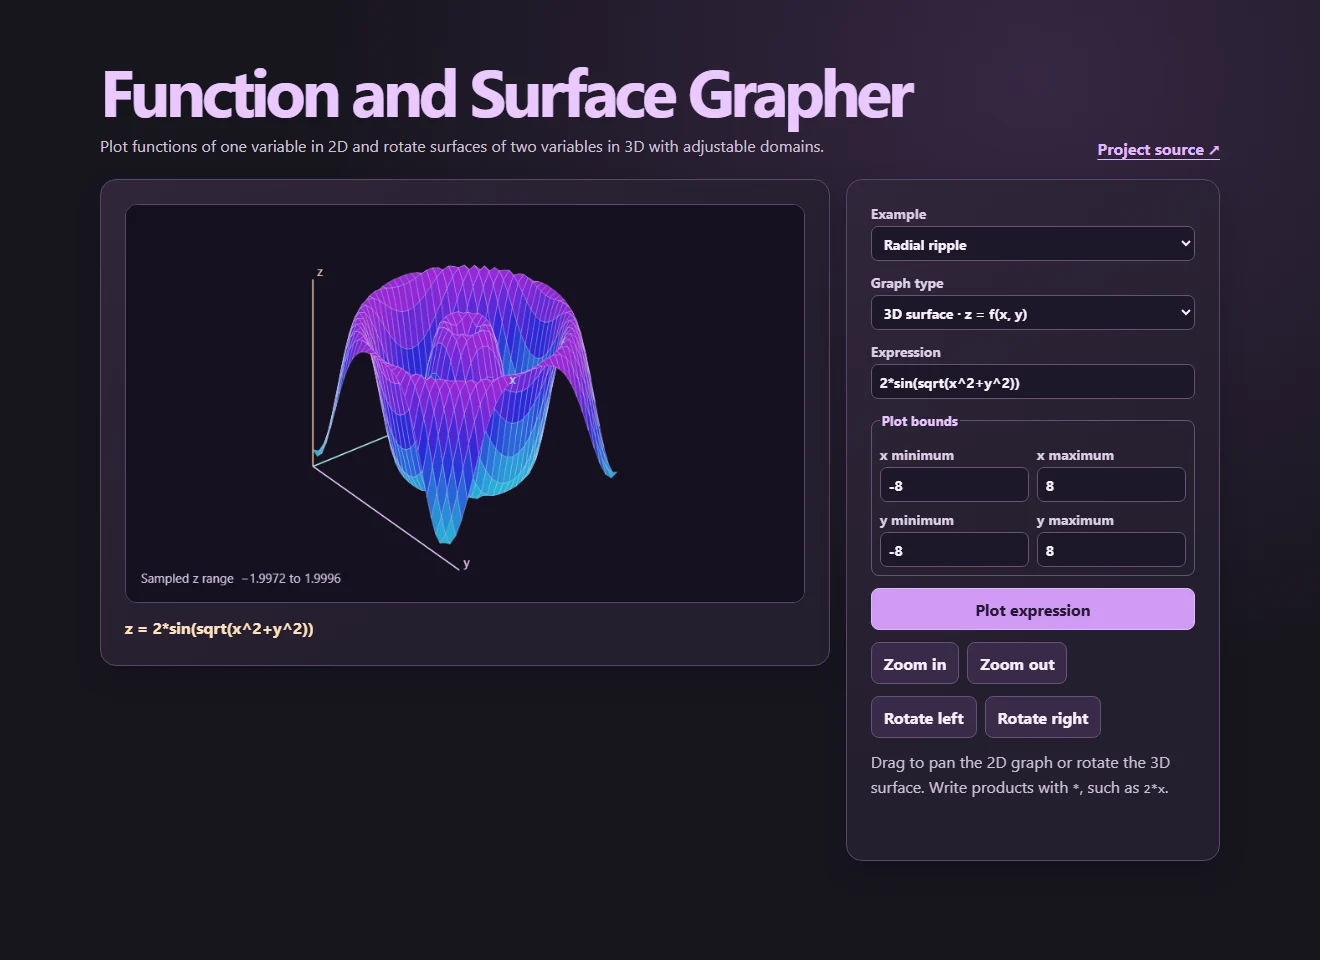 Function and Surface Grapher
Plot functions of one variable in 2D and rotate surfaces of two variables in 3D with adjustable domains.
Project source ↗
z
x
y
Sampled z range −1.9972 to 1.9996
z = 2*sin(sqrt(x^2+y^2))
Example
Radial ripple
Graph type
3D surface · z = f(x, y)
Expression
2*sin(sqrt(x^2+y^2))
Plot bounds
x minimum
x maximum
-8
8
y minimum
y maximum
-8
8
Plot expression
Zoom in
Zoom out
Rotate left
Rotate right
Drag to pan the 2D graph or rotate the 3D
surface. Write products with *, such as 2*x.